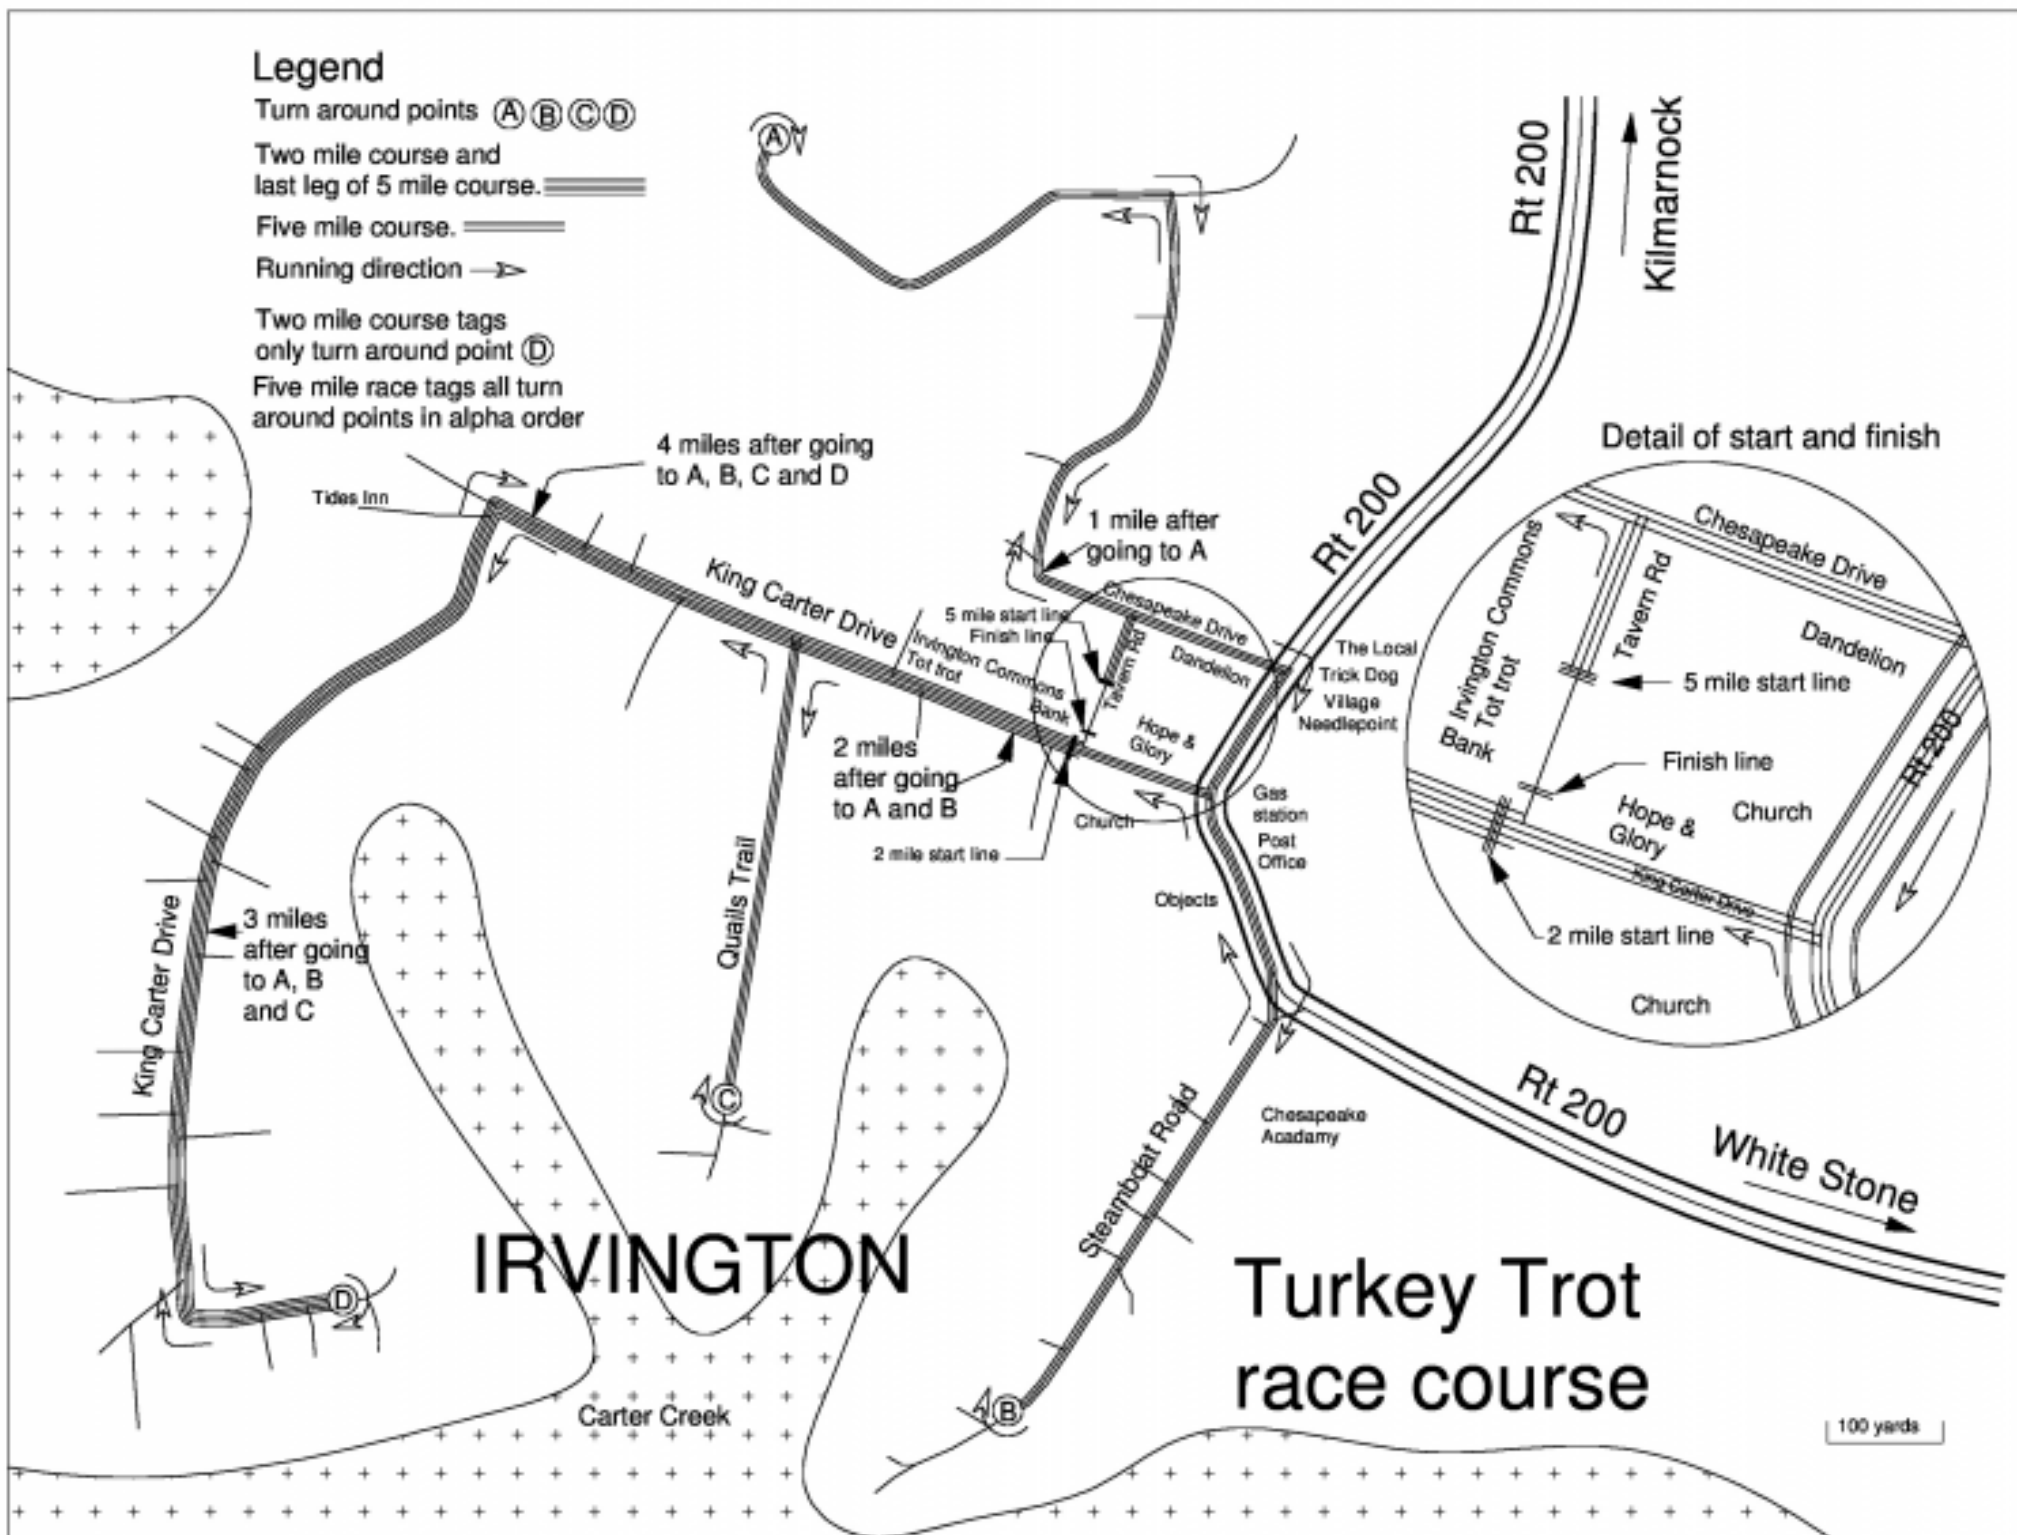 Legend
Turn around points A B C D
Two mile course and
last leg of 5 mile course.
Five mile course.
Running direction
Two mile course tags
only turn around point D
Five mile race tags all turn
around points in alpha order
A
Rt 200
Kilmarnock
4 miles after going
to A, B, C and D
Tides Inn
1 mile after
going to A
Rt 200
King Carter Drive
Chesapeake Drive
5 mile start line
Finish line
Irvington Commons
Tot trot
Bank
Tavern Rd
Dandelion
Hope &
Glory
The Local
Trick Dog
Village
Needlepoint
2 miles
after going
to A and B
2 mile start line
Church
Gas
station
Post
Office
Objects
Quails Trail
King Carter Drive
3 miles
after going
to A, B
and C
C
D
B
Steamboat Road
Chesapeake
Acadamy
Rt 200
White Stone
IRVINGTON
Carter Creek
Turkey Trot
race course
100 yards
Detail of start and finish
Chesapeake Drive
Irvington Commons
Tot trot
Bank
Tavern Rd
Dandelion
5 mile start line
Rt 200
Finish line
Hope &
Glory
Church
King Carter Drive
2 mile start line
Church